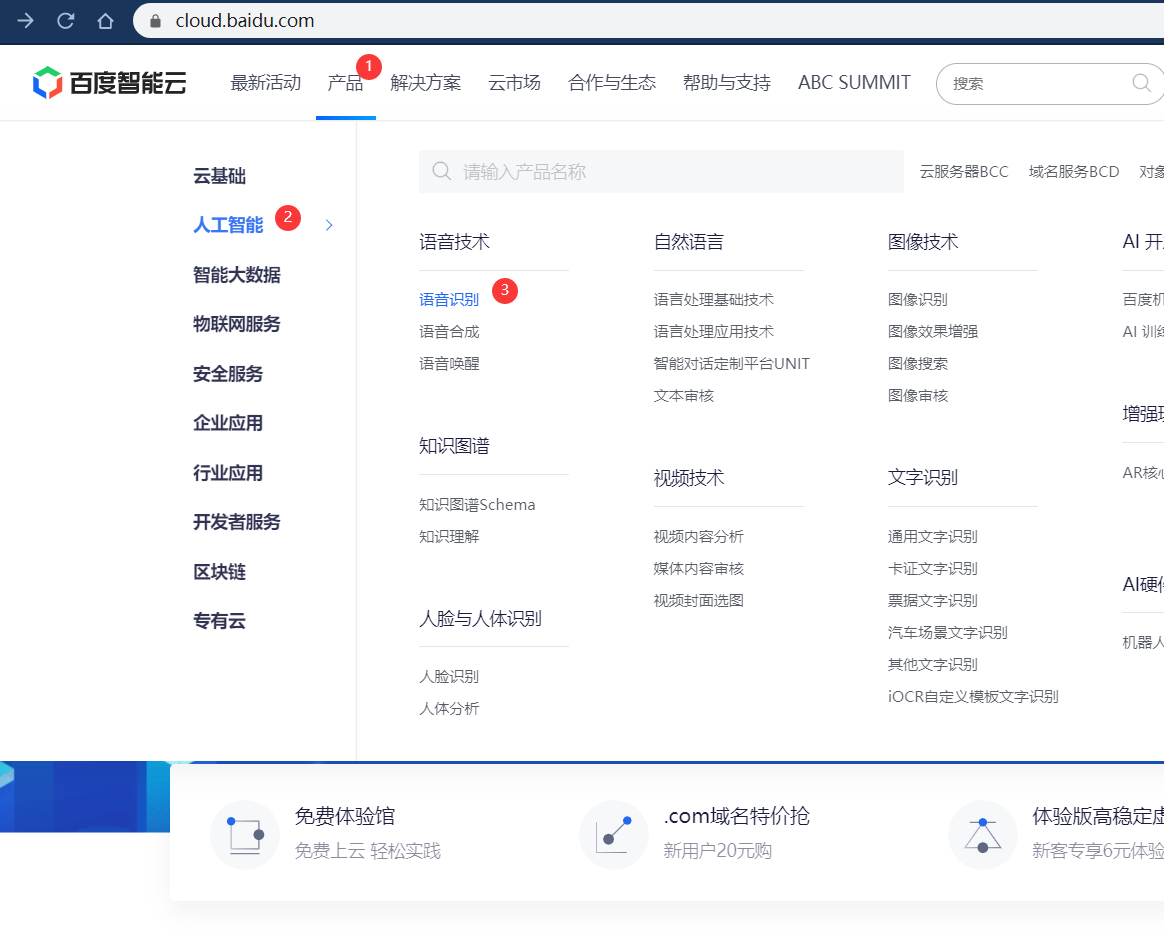 cloud.baidu.com
百度智能云
最新活动
产品
1
解决方案
云市场
合作与生态
帮助与支持
ABC SUMMIT
搜索
云基础
人工智能
2
智能大数据
物联网服务
安全服务
企业应用
行业应用
开发者服务
区块链
专有云
请输入产品名称
云服务器BCC
域名服务BCD
对象
语音技术
语音识别
3
语音合成
语音唤醒
知识图谱
知识图谱Schema
知识理解
人脸与人体识别
人脸识别
人体分析
自然语言
语言处理基础技术
语言处理应用技术
智能对话定制平台UNIT
文本审核
视频技术
视频内容分析
媒体内容审核
视频封面选图
图像技术
图像识别
图像效果增强
图像搜索
图像审核
文字识别
通用文字识别
卡证文字识别
票据文字识别
汽车场景文字识别
其他文字识别
iOCR自定义模板文字识别
AI 开
百度机
AI 训
增强
AR核
AI硬
机器人
免费体验馆
免费上云 轻松实践
.com域名特价抢
新用户20元购
体验版高稳定虚
新客专享6元体验